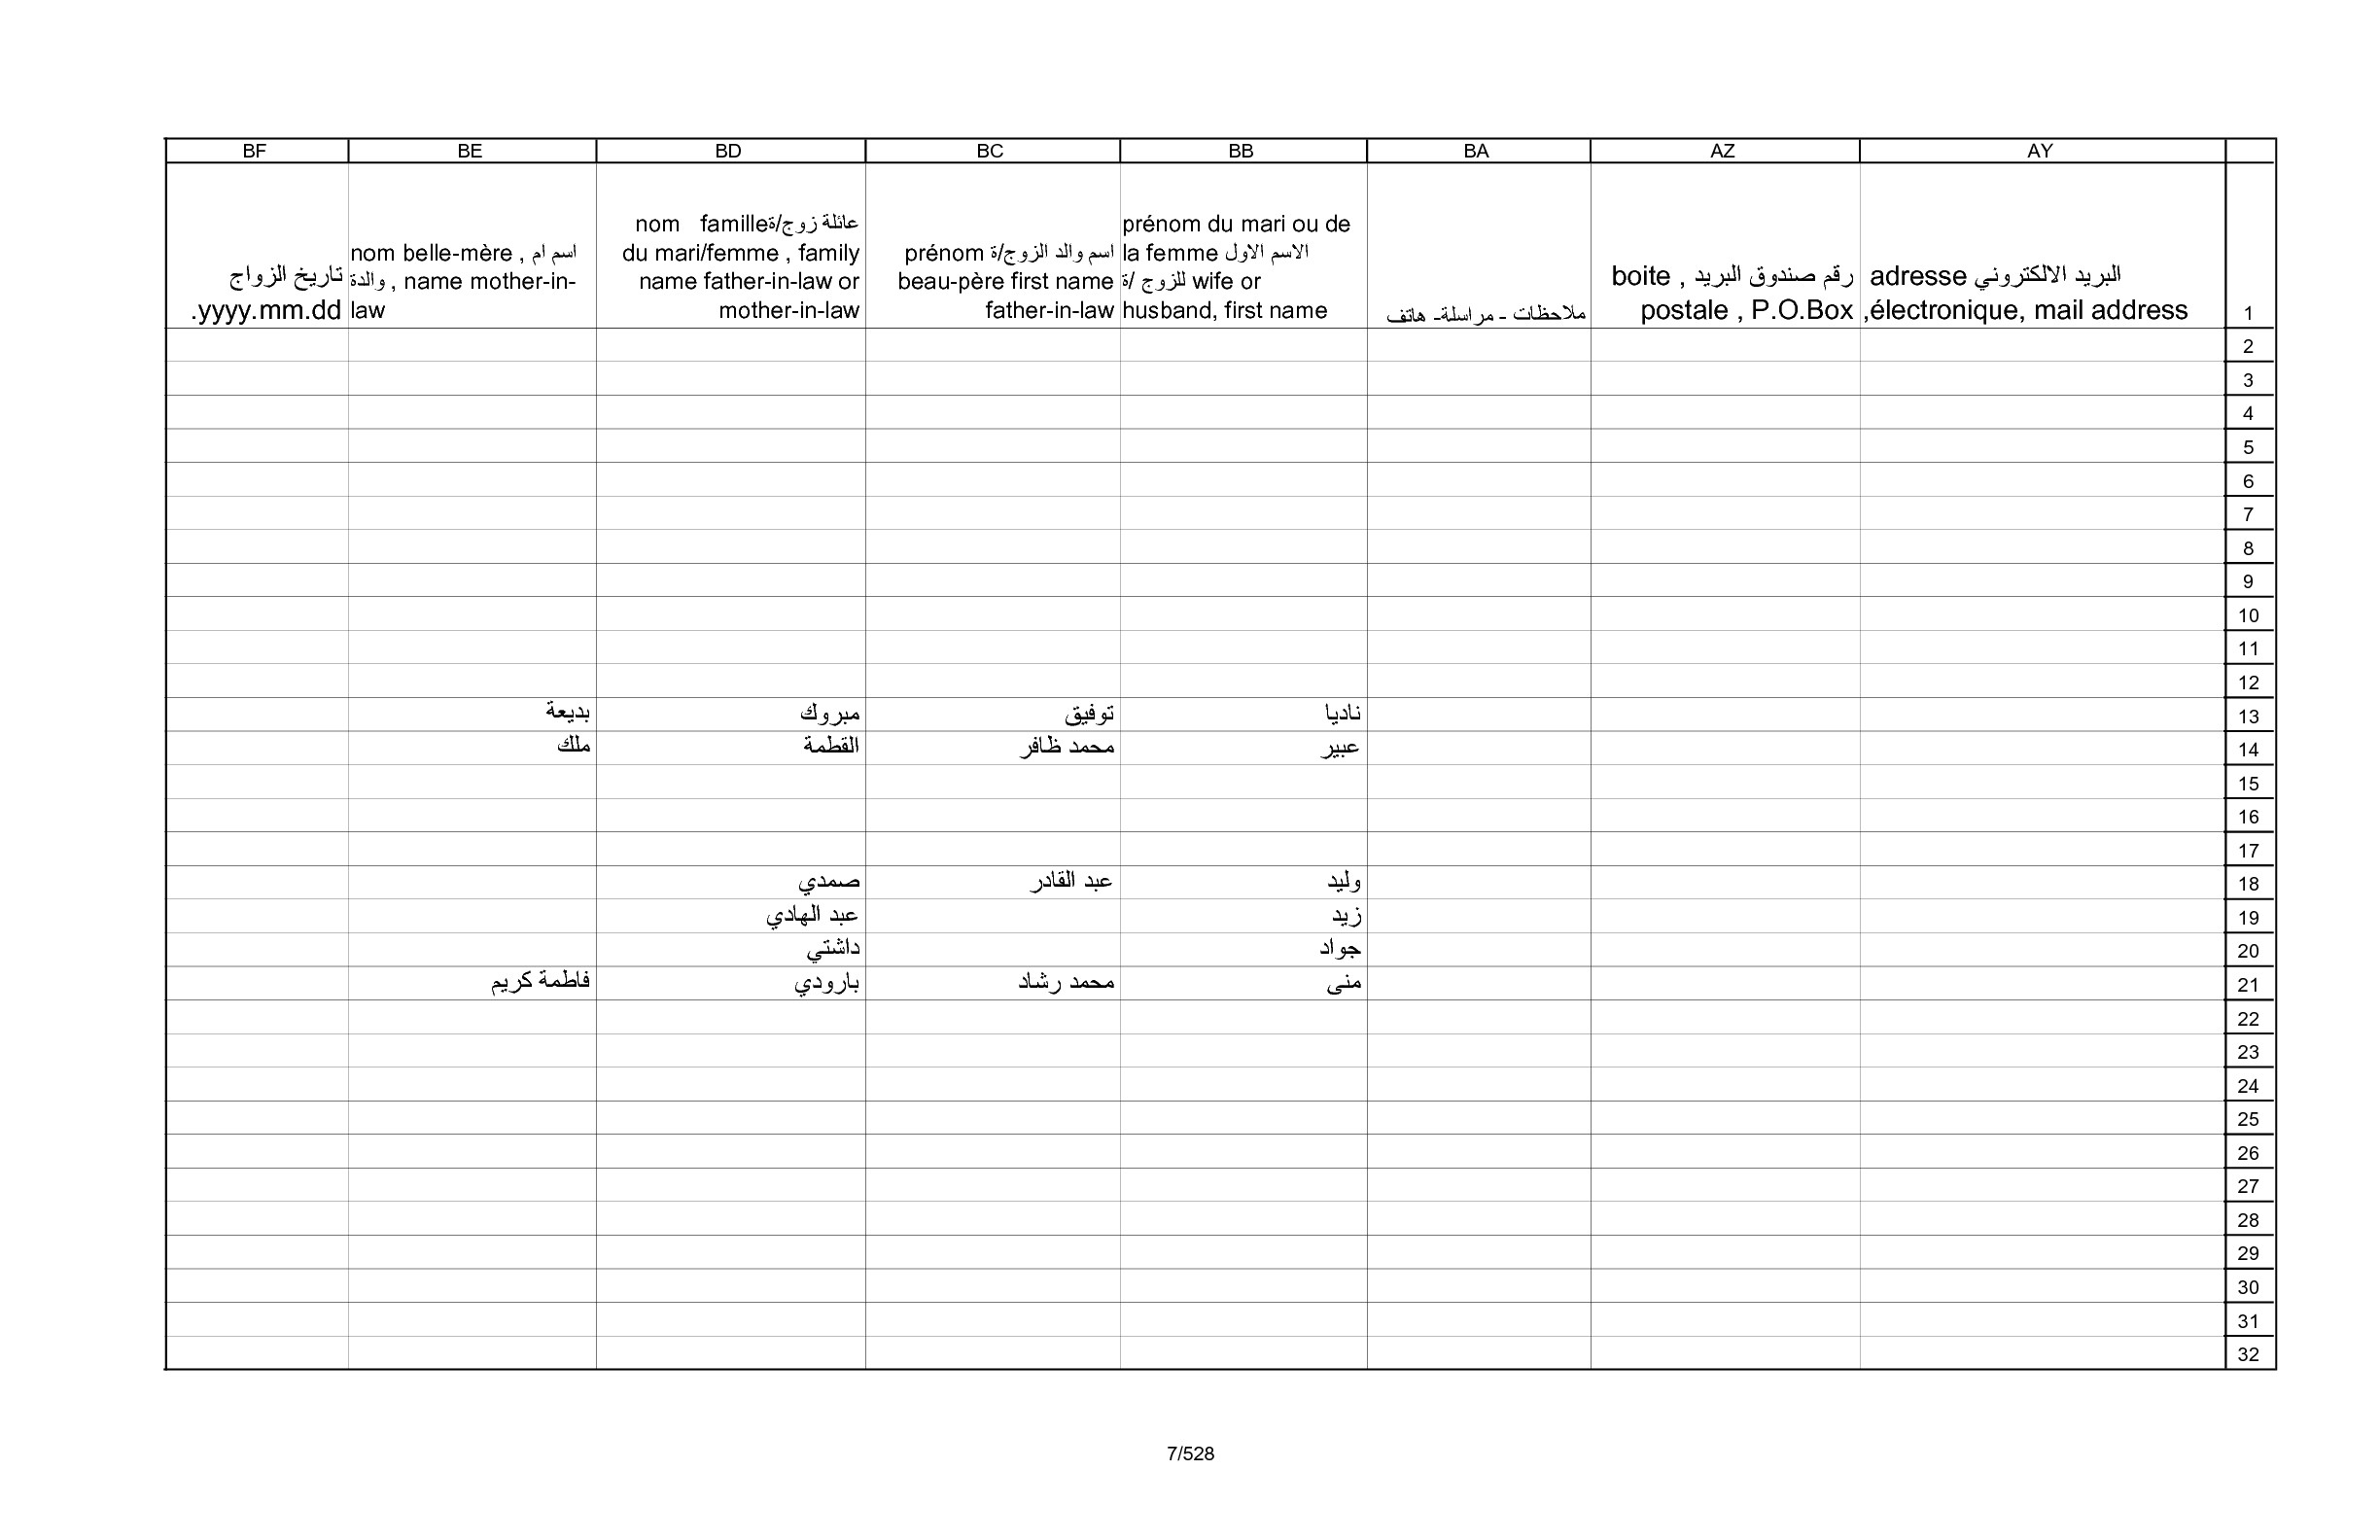 AY AZ BA BB BC BD BE BF
البريد الالكتروني adresse
électronique, mail address,
رقم صندوق البريد , boite
postale , P.O.Box
ملاحظات - مراسلة- هاتف
prénom du mari ou de
la femme الاسم الاول
للزوج /ة wife or
husband, first name
اسم والد الزوج/ة prénom
beau-père first name
father-in-law
عائلة زوج/ةnom famille
du mari/femme , family
name father-in-law or
mother-in-law
nom belle-mère , اسم ام
والدة , name mother-in-
law
تاريخ الزواج
yyyy.mm.dd.
1
2
3
4
5
6
7
8
9
10
11
12
13 ناديا توفيق مبروك بديعة
14 عبير محمد ظافر القطمة ملك
15
16
17
18 وليد عبد القادر صمدي
19 زيد عبد الهادي
20 جواد داشتي
21 منى محمد رشاد بارودي فاطمة كريم
22
23
24
25
26
27
28
29
30
31
32
7/528